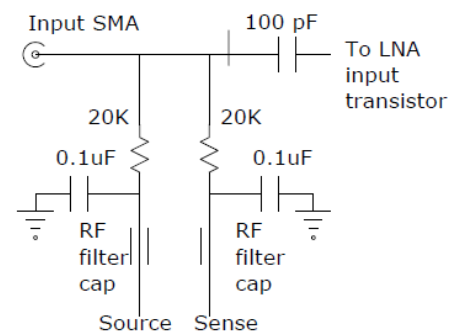 Input SMA
100 pF
To LNA
input
transistor
20K
20K
0.1uF
0.1uF
RF
filter
cap
RF
filter
cap
Source
Sense